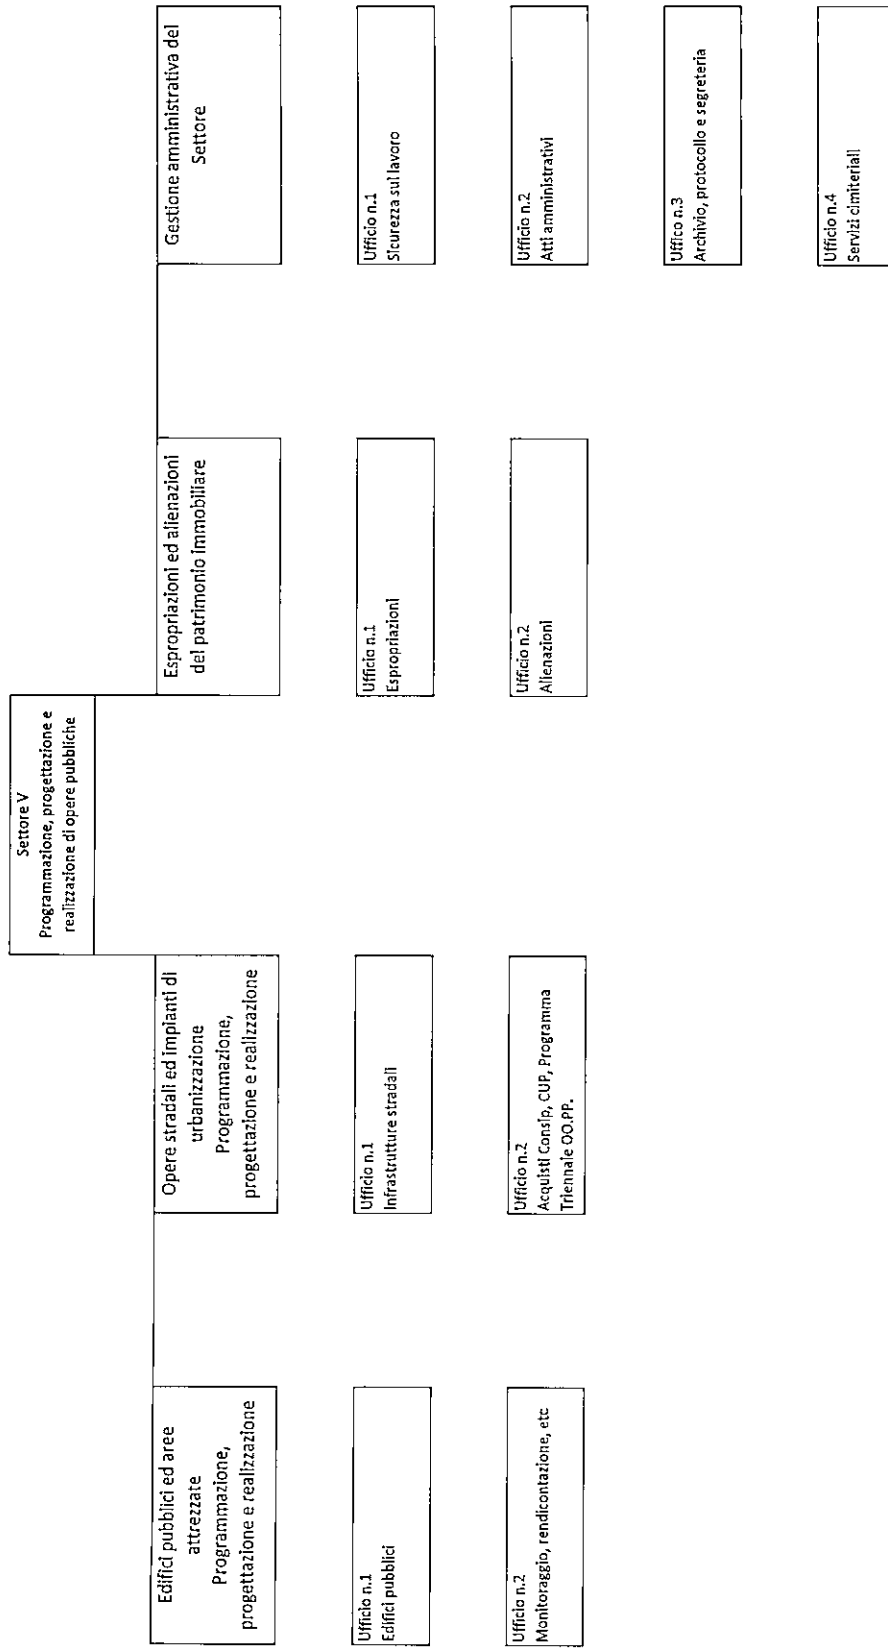 Settore V
Programmazione, progettazione e
realizzazione di opere pubbliche
Edifici pubblici ed aree
attrezzate
Programmazione,
progettazione e realizzazione
Ufficio n.1
Edifici pubblici
Ufficio n.2
Monitoraggio, rendicontazione, etc
Opere stradali ed impianti di
urbanizzazione
Programmazione,
progettazione e realizzazione
Ufficio n.1
Infrastrutture stradali
Ufficio n.2
Acquisti Consip, CUP, Programma
Triennale OO.PP.
Espropriazioni ed alienazioni
del patrimonio immobiliare
Ufficio n.1
Espropriazioni
Ufficio n.2
Alienazioni
Gestione amministrativa del
Settore
Ufficio n.1
Sicurezza sul lavoro
Ufficio n.2
Atti amministrativi
Uffico n.3
Archivio, protocollo e segreteria
Ufficio n.4
Servizi cimiteriali